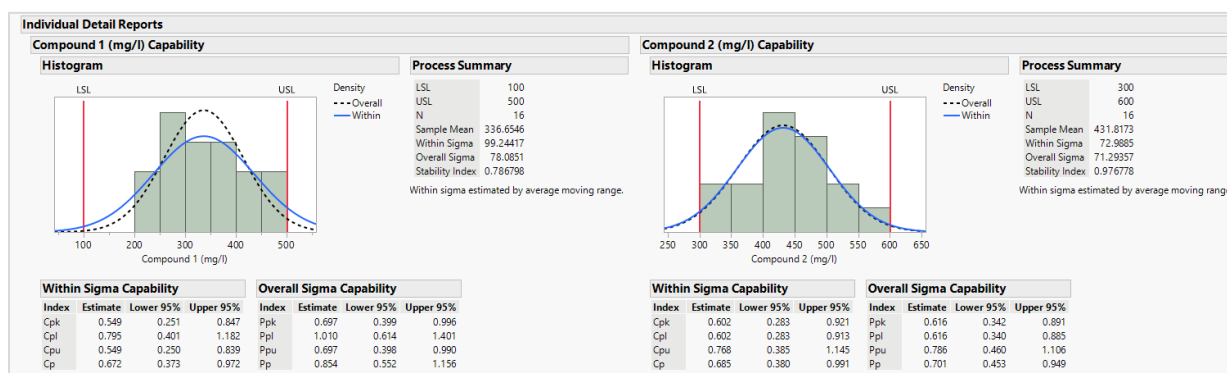 Individual Detail Reports
Compound 1 (mg/l) Capability
Histogram
LSL
USL
Density
Overall
Within
100 200 300 400 500
Compound 1 (mg/l)
Process Summary
LSL 100
USL 500
N 16
Sample Mean 336.6546
Within Sigma 99.24417
Overall Sigma 78.0851
Stability Index 0.786798
Within sigma estimated by average moving range.
Within Sigma Capability
Index Estimate Lower 95% Upper 95%
Cpk 0.549 0.251 0.847
Cpl 0.795 0.401 1.182
Cpu 0.549 0.250 0.839
Cp 0.672 0.373 0.972
Overall Sigma Capability
Index Estimate Lower 95% Upper 95%
Ppk 0.697 0.399 0.996
Ppl 1.010 0.614 1.401
Ppu 0.697 0.398 0.990
Pp 0.854 0.552 1.156
Compound 2 (mg/l) Capability
Histogram
LSL
USL
Density
Overall
Within
250 300 350 400 450 500 550 600 650
Compound 2 (mg/l)
Process Summary
LSL 300
USL 600
N 16
Sample Mean 431.8173
Within Sigma 72.9885
Overall Sigma 71.29357
Stability Index 0.976778
Within sigma estimated by average moving rang
Within Sigma Capability
Index Estimate Lower 95% Upper 95%
Cpk 0.602 0.283 0.921
Cpl 0.602 0.283 0.913
Cpu 0.768 0.385 1.145
Cp 0.685 0.380 0.991
Overall Sigma Capability
Index Estimate Lower 95% Upper 95%
Ppk 0.616 0.342 0.891
Ppl 0.616 0.340 0.885
Ppu 0.786 0.460 1.106
Pp 0.701 0.453 0.949